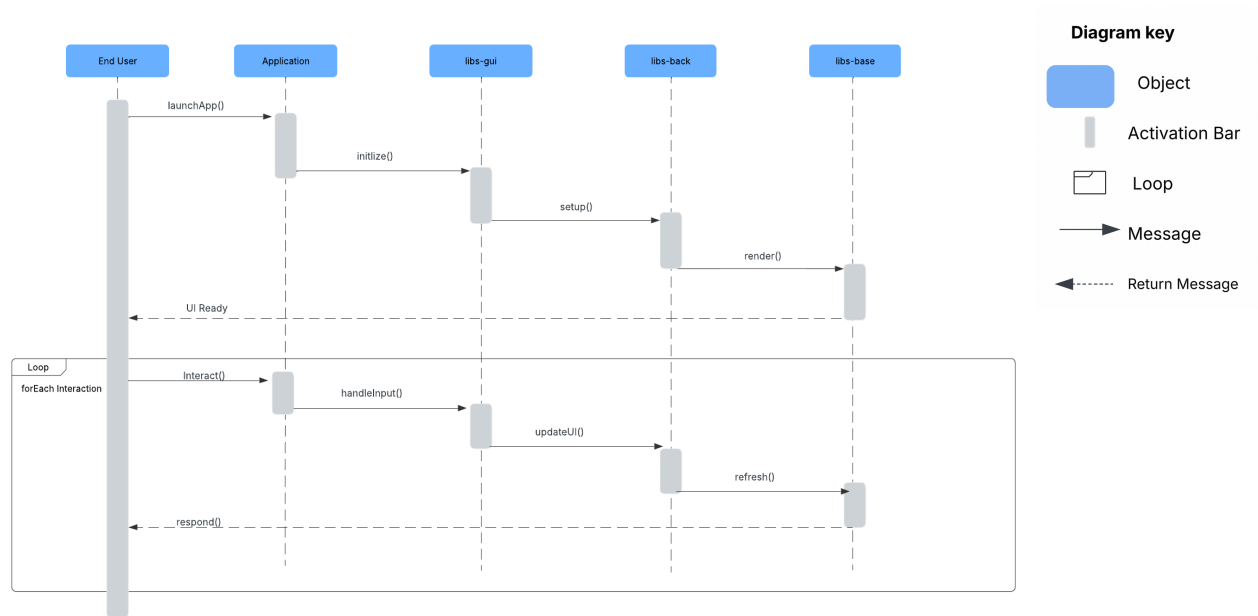 End User
Application
libs-gui
libs-back
libs-base
launchApp()
initlize()
setup()
render()
UI Ready
Loop
forEach Interaction
Interact()
handleInput()
updateUI()
refresh()
respond()
Diagram key
Object
Activation Bar
Loop
Message
Return Message